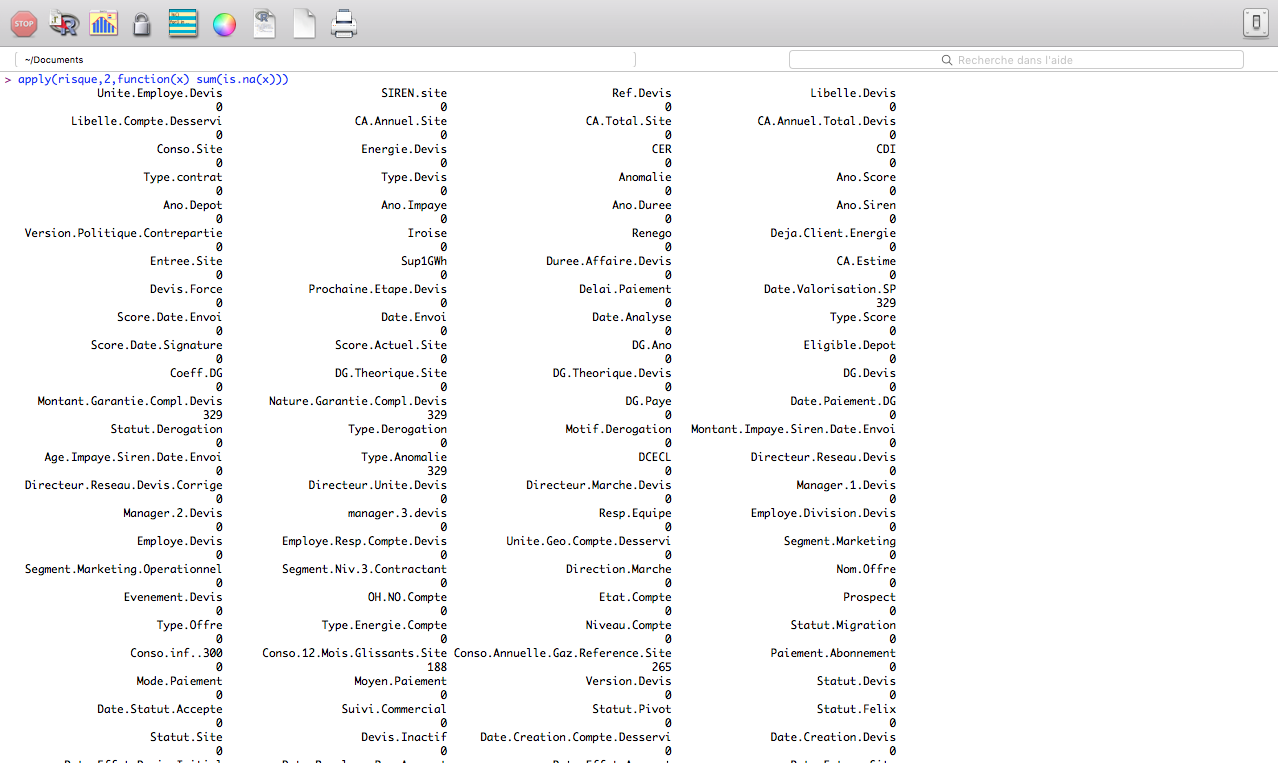 STOP
~/Documents
Recherche dans l'aide
> apply(risque,2,function(x) sum(is.na(x)))
Unite.Employe.Devis SIREN.site Ref.Devis Libelle.Devis
0 0 0 0
Libelle.Compte.Desservi CA.Annuel.Site CA.Total.Site CA.Annuel.Total.Devis
0 0 0 0
Conso.Site Energie.Devis CER CDI
0 0 0 0
Type.contrat Type.Devis Anomalie Ano.Score
0 0 0 0
Ano.Depot Ano.Impaye Ano.Duree Ano.Siren
0 0 0 0
Version.Politique.Contrepartie Iroise Renego Deja.Client.Energie
0 0 0 0
Entree.Site Sup1GWh Duree.Affaire.Devis CA.Estime
0 0 0 0
Devis.Force Prochaine.Etape.Devis Delai.Paiement Date.Valorisation.SP
0 0 0 329
Score.Date.Envoi Date.Envoi Date.Analyse Type.Score
0 0 0 0
Score.Date.Signature Score.Actuel.Site DG.Ano Eligible.Depot
0 0 0 0
Coeff.DG DG.Theorique.Site DG.Theorique.Devis DG.Devis
0 0 0 0
Montant.Garantie.Compl.Devis Nature.Garantie.Compl.Devis DG.Paye Date.Paiement.DG
329 329 0 0
Statut.Derogation Type.Derogation Motif.Derogation Montant.Impaye.Siren.Date.Envoi
0 0 0 0
Age.Impaye.Siren.Date.Envoi Type.Anomalie DCECL Directeur.Reseau.Devis
0 329 0 0
Directeur.Reseau.Devis.Corrige Directeur.Unite.Devis Directeur.Marche.Devis Manager.1.Devis
0 0 0 0
Manager.2.Devis manager.3.devis Resp.Equipe Employe.Division.Devis
0 0 0 0
Employe.Devis Employe.Resp.Compte.Devis Unite.Geo.Compte.Desservi Segment.Marketing
0 0 0 0
Segment.Marketing.Operationnel Segment.Niv.3.Contractant Direction.Marche Nom.Offre
0 0 0 0
Evenement.Devis OH.NO.Compte Etat.Compte Prospect
0 0 0 0
Type.Offre Type.Energie.Compte Niveau.Compte Statut.Migration
0 0 0 0
Conso.inf..300 Conso.12.Mois.Glissants.Site Conso.Annuelle.Gaz.Reference.Site Paiement.Abonnement
0 188 265 0
Mode.Paiement Moyen.Paiement Version.Devis Statut.Devis
0 0 0 0
Date.Statut.Accepte Suivi.Commercial Statut.Pivot Statut.Felix
0 0 0 0
Statut.Site Devis.Inactif Date.Creation.Compte.Desservi Date.Creation.Devis
0 0 0 0